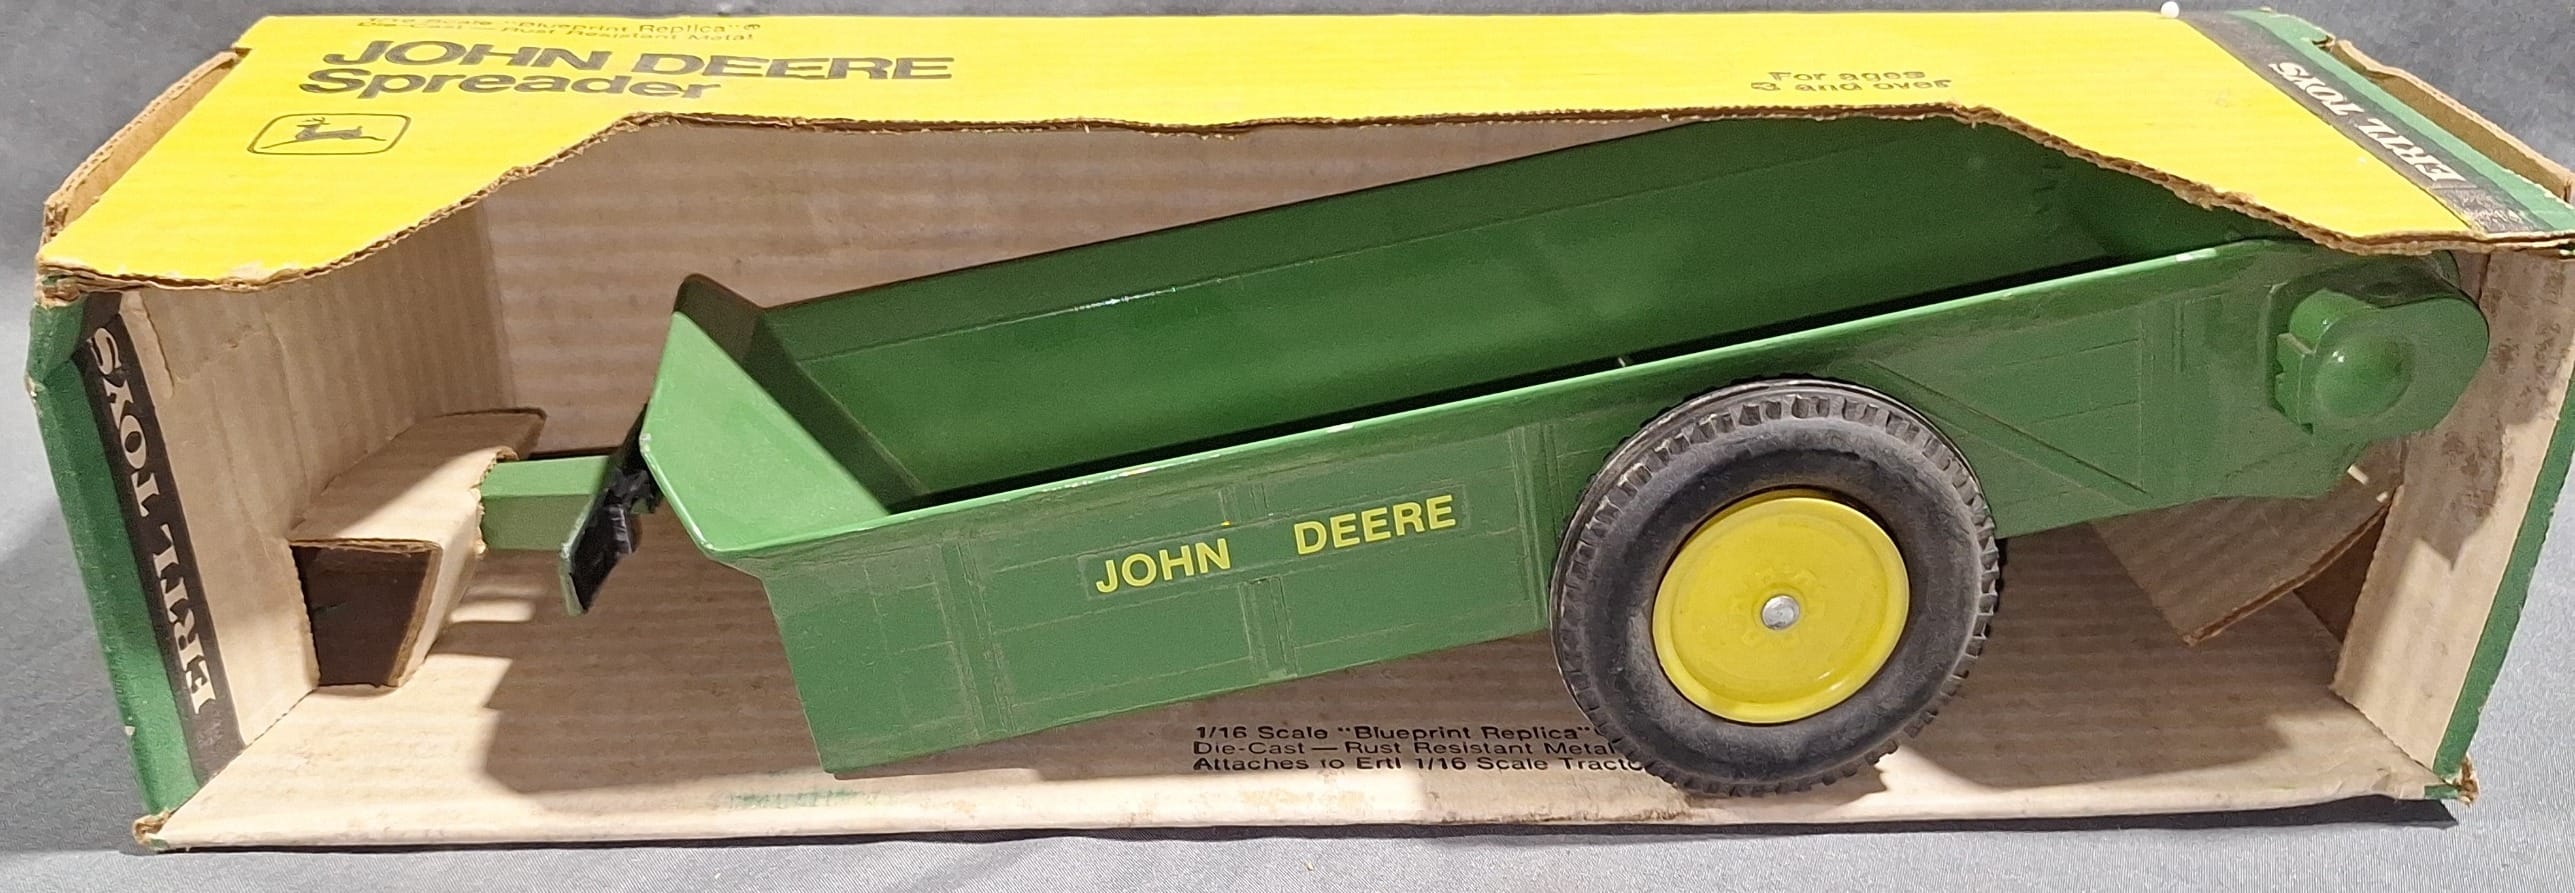 1/16 Scale "Blueprint Replica"®
Die-Cast — Rust Resistant Metal
JOHN DEERE
Spreader
For ages
3 and over
ERTL TOYS
ERTL TOYS
JOHN DEERE
1/16 Scale "Blueprint Replica"
Die-Cast — Rust Resistant Metal
Attaches to Ertl 1/16 Scale